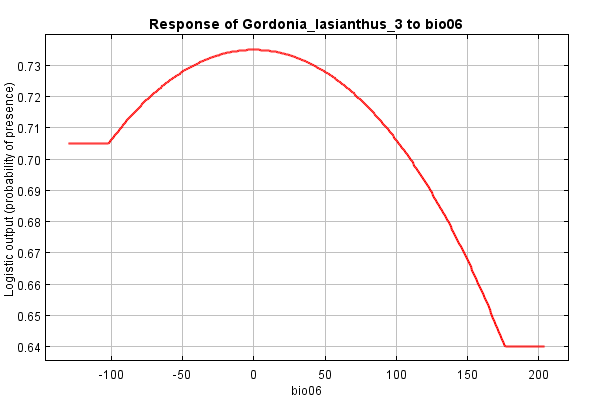 Response of Gordonia_lasianthus_3 to bio06
Logistic output (probability of presence)
0.73
0.72
0.71
0.70
0.69
0.68
0.67
0.66
0.65
0.64
-100 -50 0 50 100 150 200
bio06